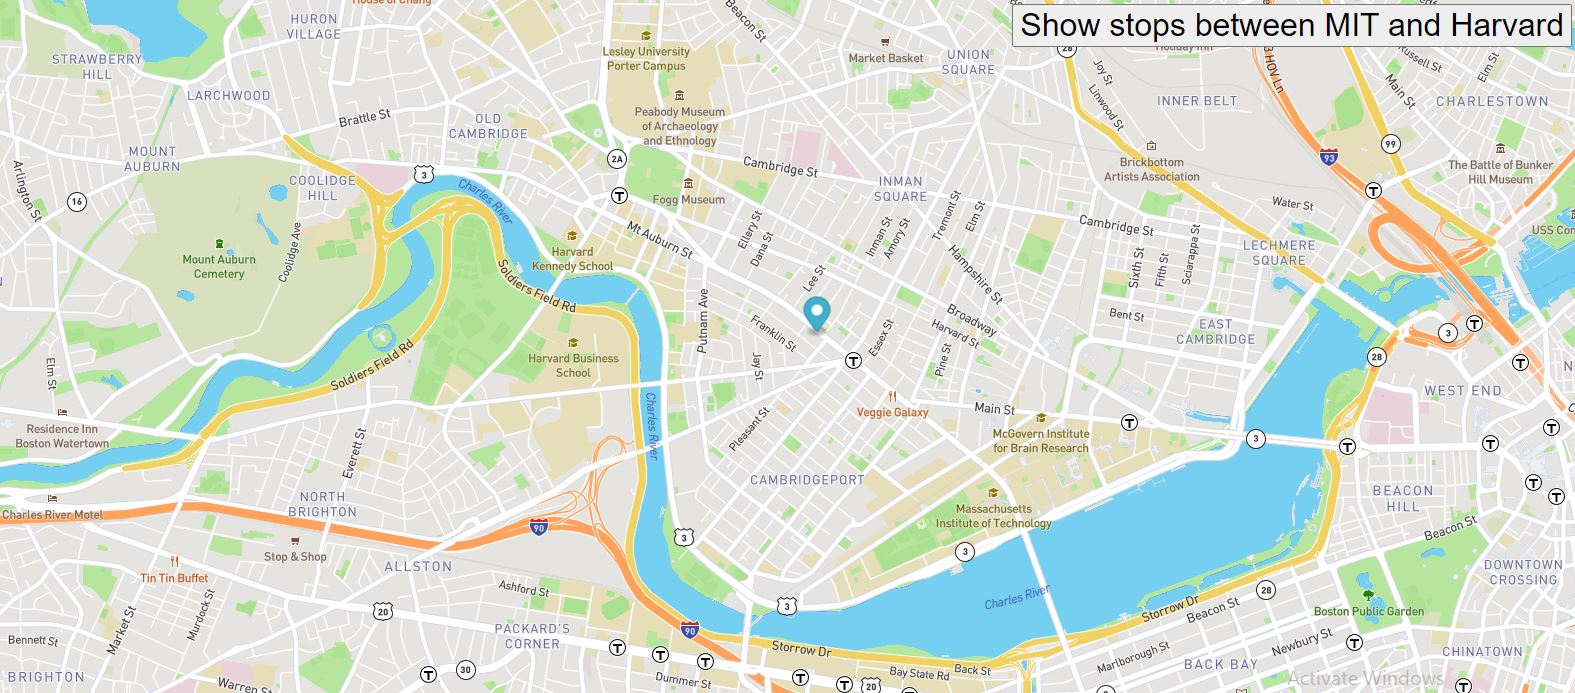 House of Chang
HURON
VILLAGE
Beacon St
Show stops between MIT and Harvard
STRAWBERRY
HILL
Lesley University
Porter Campus
Market Basket
UNION
SQUARE
28
Holiday Inn
3 HOV Ln
Russell St
Elm St
Joy St
Main St
LARCHWOOD
Linwood St
INNER BELT
CHARLESTOWN
Brattle St
OLD
CAMBRIDGE
Peabody Museum
of Archaeology
and Ethnology
99
MOUNT
AUBURN
2A
Cambridge St
Brickbottom
Artists Association
93
The Battle of Bunker
Hill Museum
Arlington St
COOLIDGE
HILL
3
Charles River
T
Fogg Museum
INMAN
SQUARE
T
16
Tremont St
Elm St
Water St
Mt Auburn St
Ellery St
Dana St
Inman St
Amory St
Cambridge St
USS Con
Coolidge Ave
Mount Auburn
Cemetery
Harvard
Kennedy School
Hampshire St
Sixth St
Fifth St
Sciarappa St
LECHMERE
SQUARE
Soldiers Field Rd
Lee St
Putnam Ave
Franklin St
Broadway
Harvard St
Bent St
EAST
CAMBRIDGE
3
T
Essex St
Soldiers Field Rd
Harvard Business
School
Jay St
T
Pine St
28
T
Elm St
WEST END
N
Charles River
Veggie Galaxy
Main St
Residence Inn
Boston Watertown
Pleasant St
McGovern Institute
for Brain Research
T
3
T
T
T
Everett St
CAMBRIDGEPORT
T
T
NORTH
BRIGHTON
BEACON
HILL
Charles River Motel
90
Massachusetts
Institute of Technology
Beacon St
3
Stop & Shop
3
ALLSTON
DOWNTOWN
CROSSING
Tin Tin Buffet
Ashford St
Charles River
28
Storrow Dr
Beacon St
Boston Public Garden
20
3
Market St
Murdock St
90
PACKARD'S
CORNER
Bennett St
Storrow Dr
Newbury St
T
CHINATOWN
T
T
T
Marlborough St
BACK BAY
BRIGHTON
T
30
Warren St
Dummer St
T
T
20
Bay State Rd
Back St
Activate Windows
T